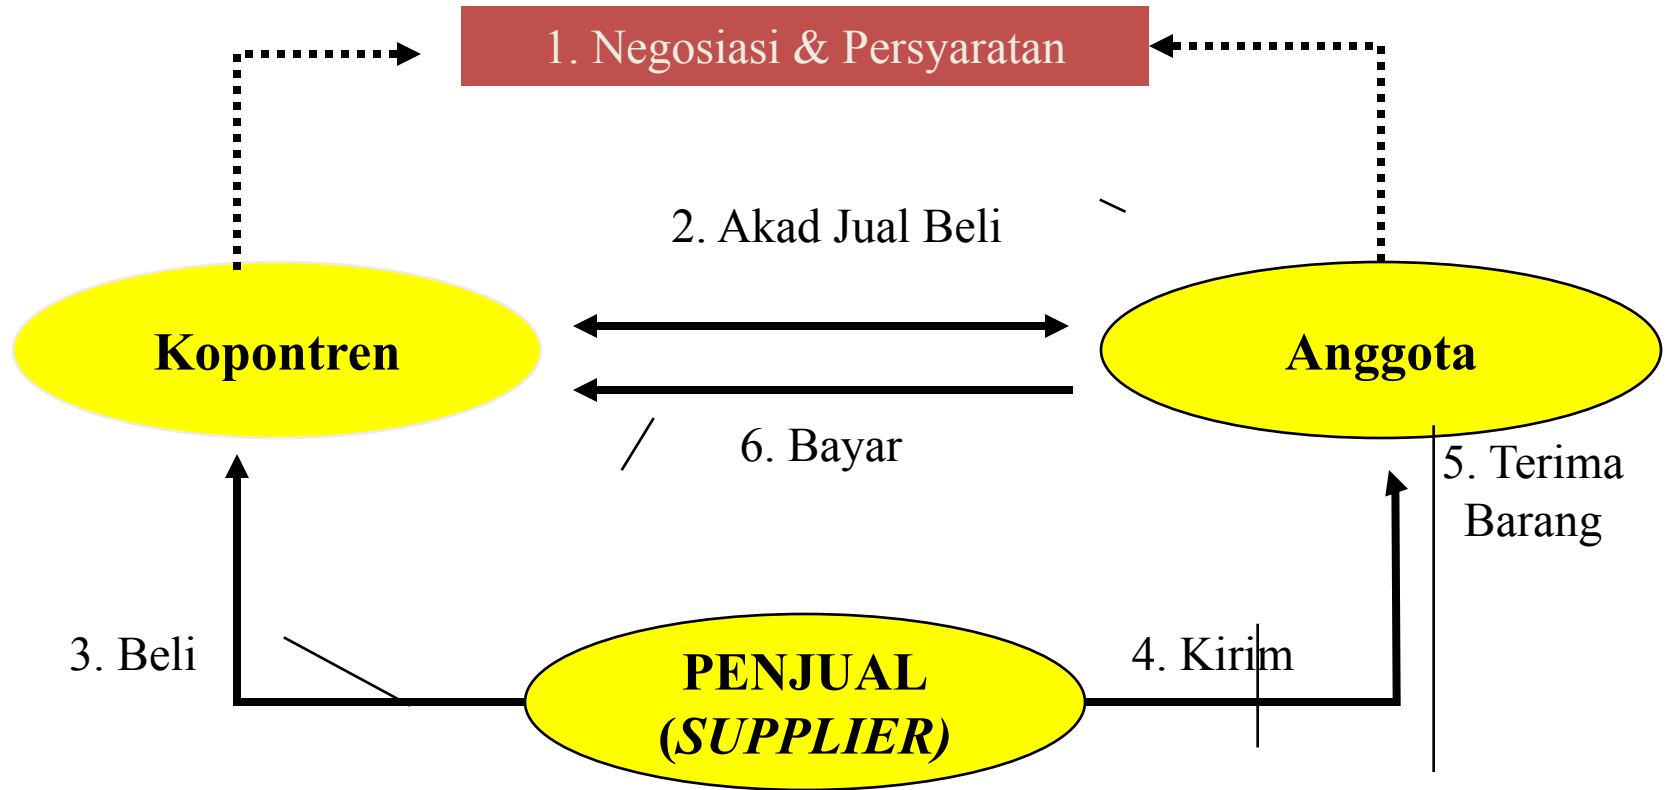 1. Negosiasi & Persyaratan
2. Akad Jual Beli
Kopontren
Anggota
6. Bayar
5. Terima
Barang
3. Beli
PENJUAL
(SUPPLIER)
4. Kirim